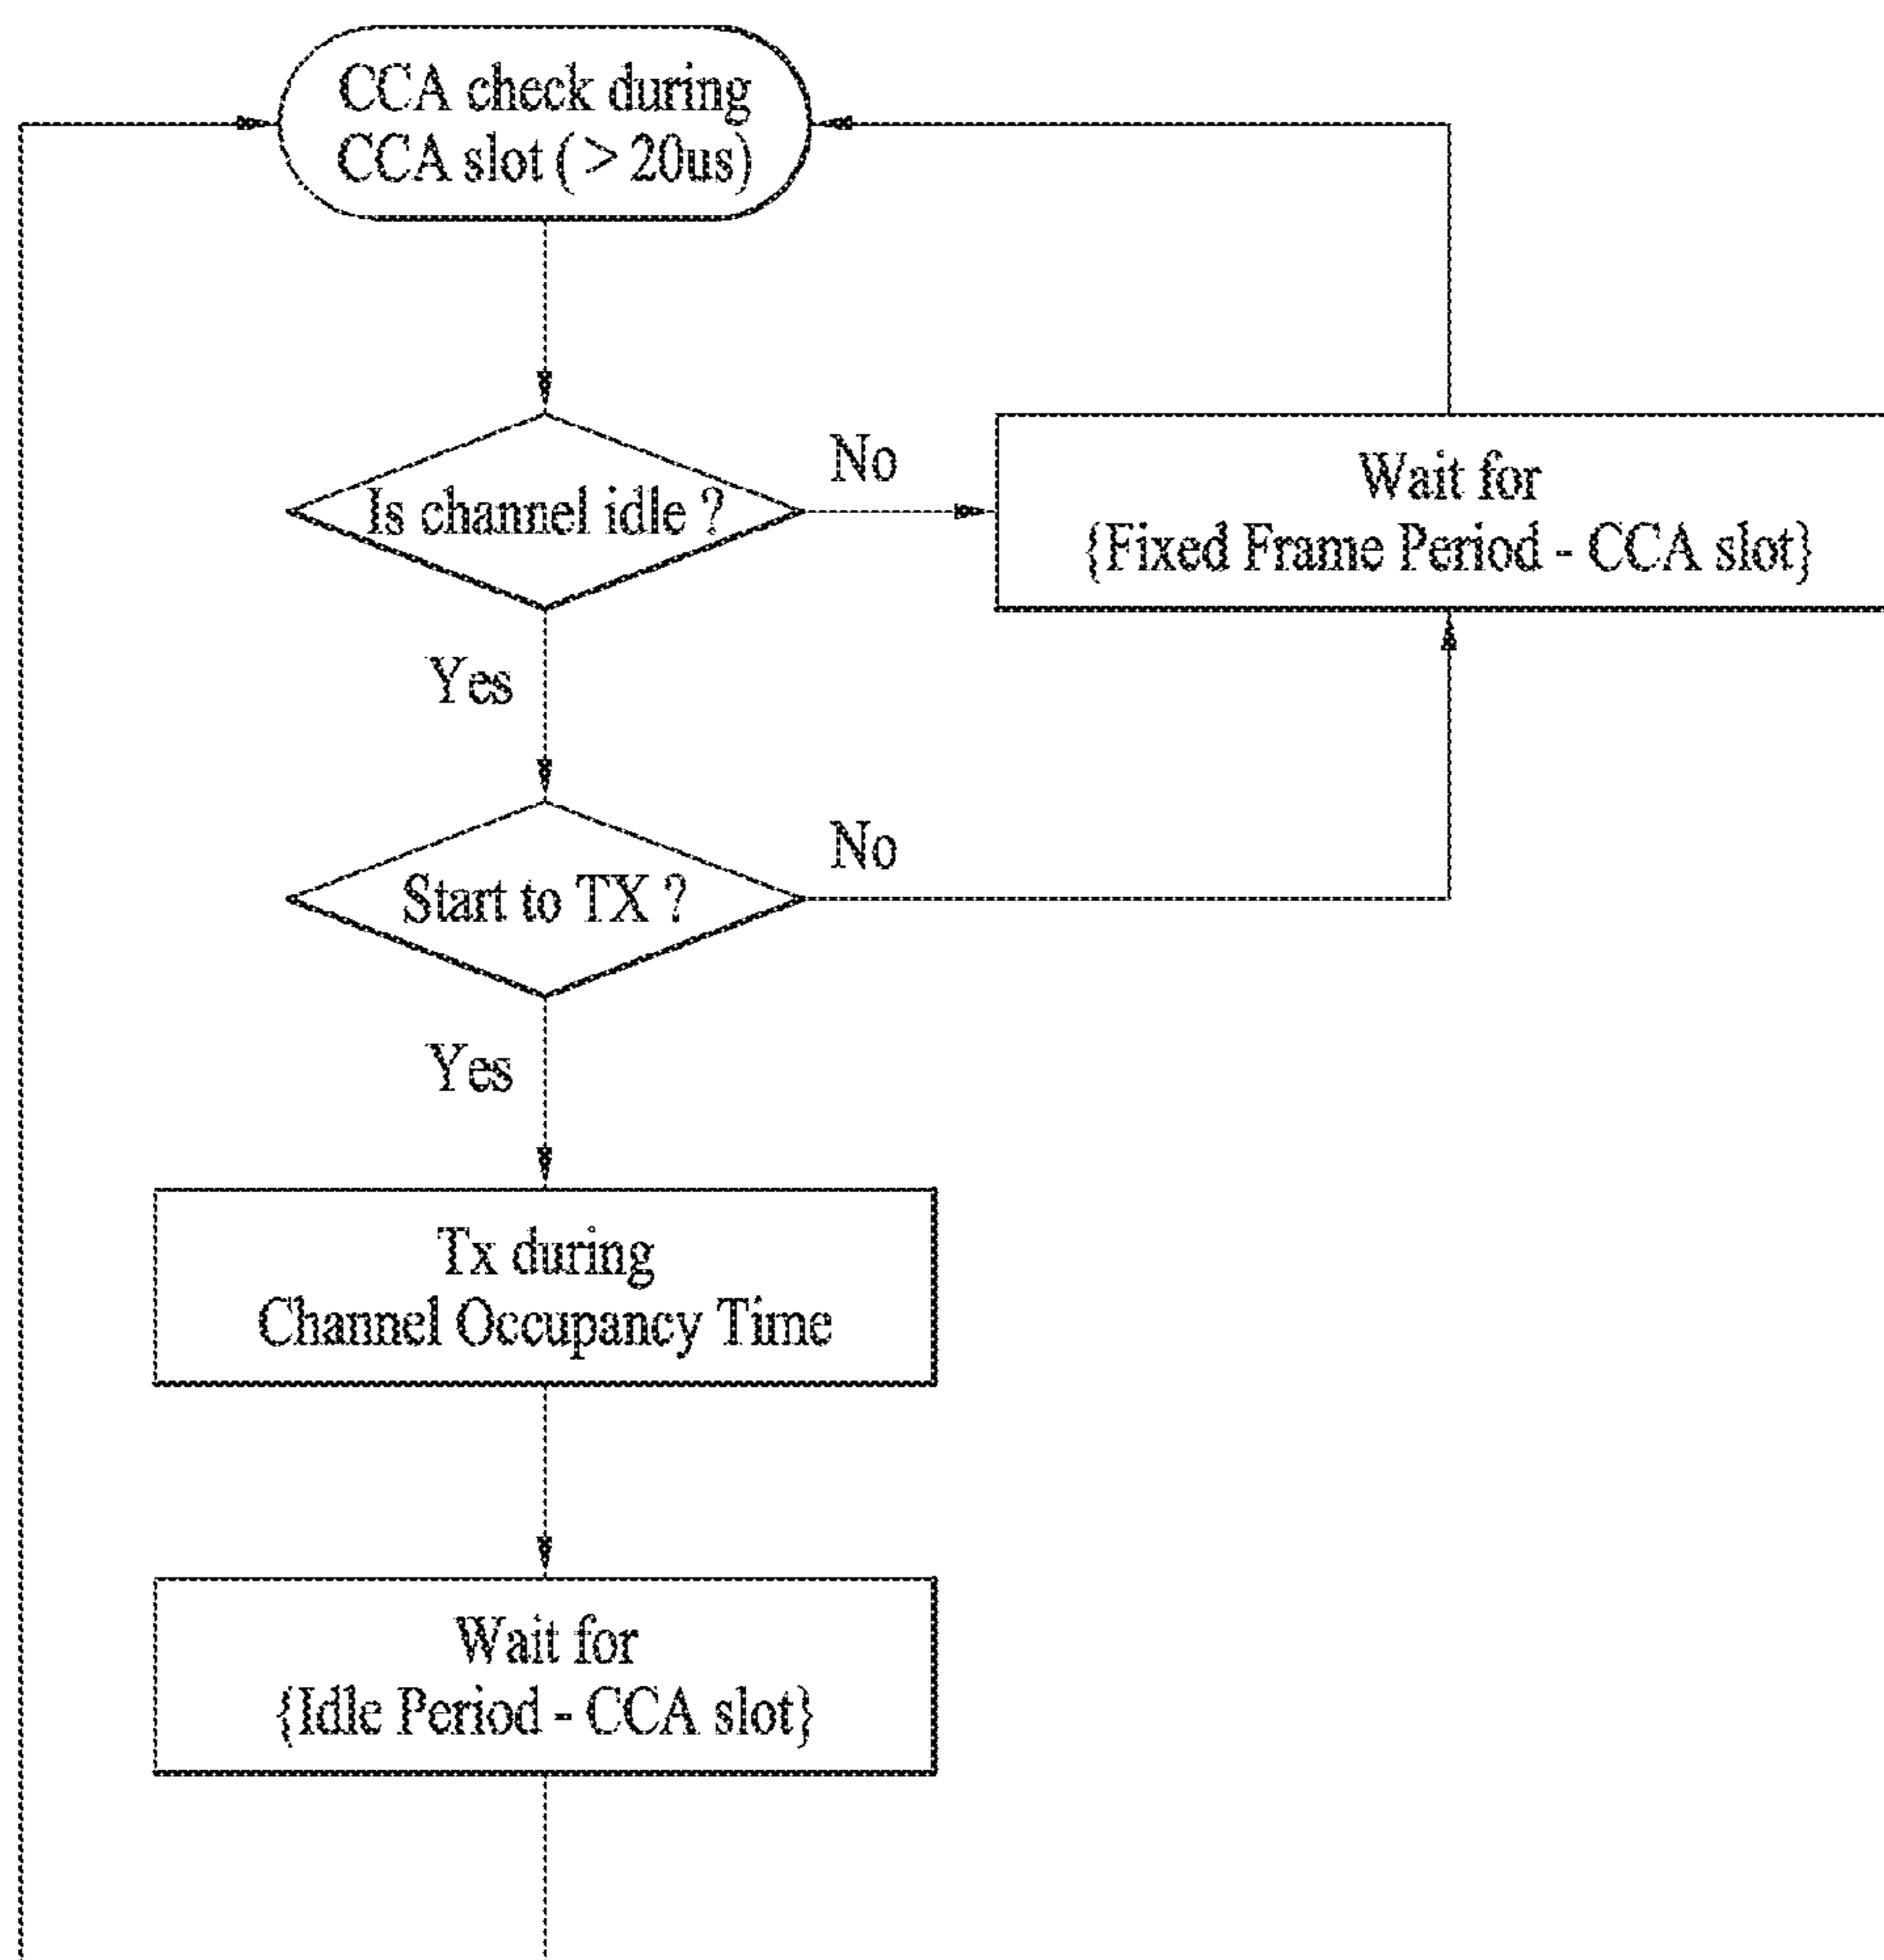 CCA check during
CCA slot ( > 20us)
Is channel idle ?
No
Wait for
{Fixed Frame Period - CCA slot}
Yes
Start to TX ?
No
Yes
Tx during
Channel Occupancy Time
Wait for
{Idle Period - CCA slot}